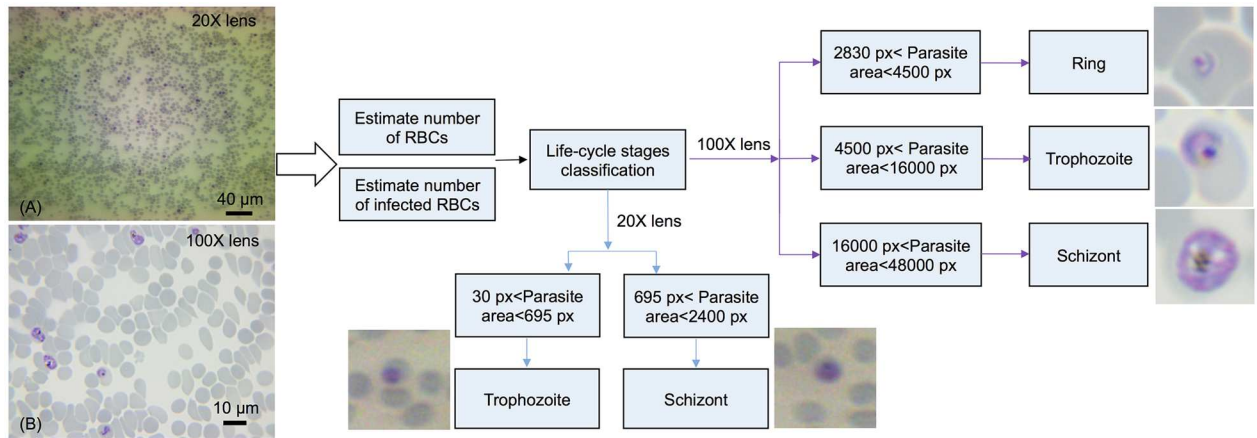 20X lens
(A)
40 µm
100X lens
(B)
10 µm
Estimate number
of RBCs
Estimate number
of infected RBCs
Life-cycle stages
classification
100X lens
20X lens
2830 px< Parasite
area<4500 px
Ring
4500 px< Parasite
area<16000 px
Trophozoite
16000 px<Parasite
area<48000 px
Schizont
30 px<Parasite
area<695 px
695 px< Parasite
area<2400 px
Trophozoite
Schizont